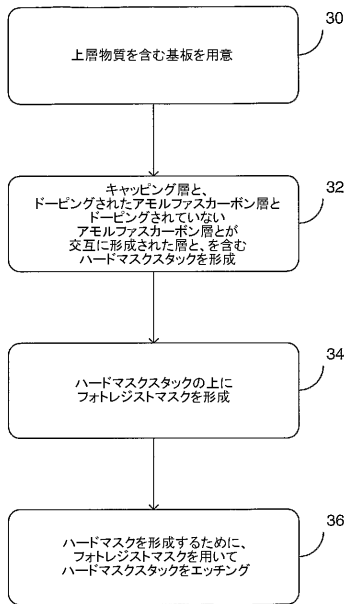 30
上層物質を含む基板を用意
32
キャッピング層と、
ドーピングされたアモルファスカーボン層と
ドーピングされていない
アモルファスカーボン層とが
交互に形成された層と、を含む
ハードマスクスタックを形成
34
ハードマスクスタックの上に
フォトレジストマスクを形成
36
ハードマスクを形成するために、
フォトレジストマスクを用いて
ハードマスクスタックをエッチング